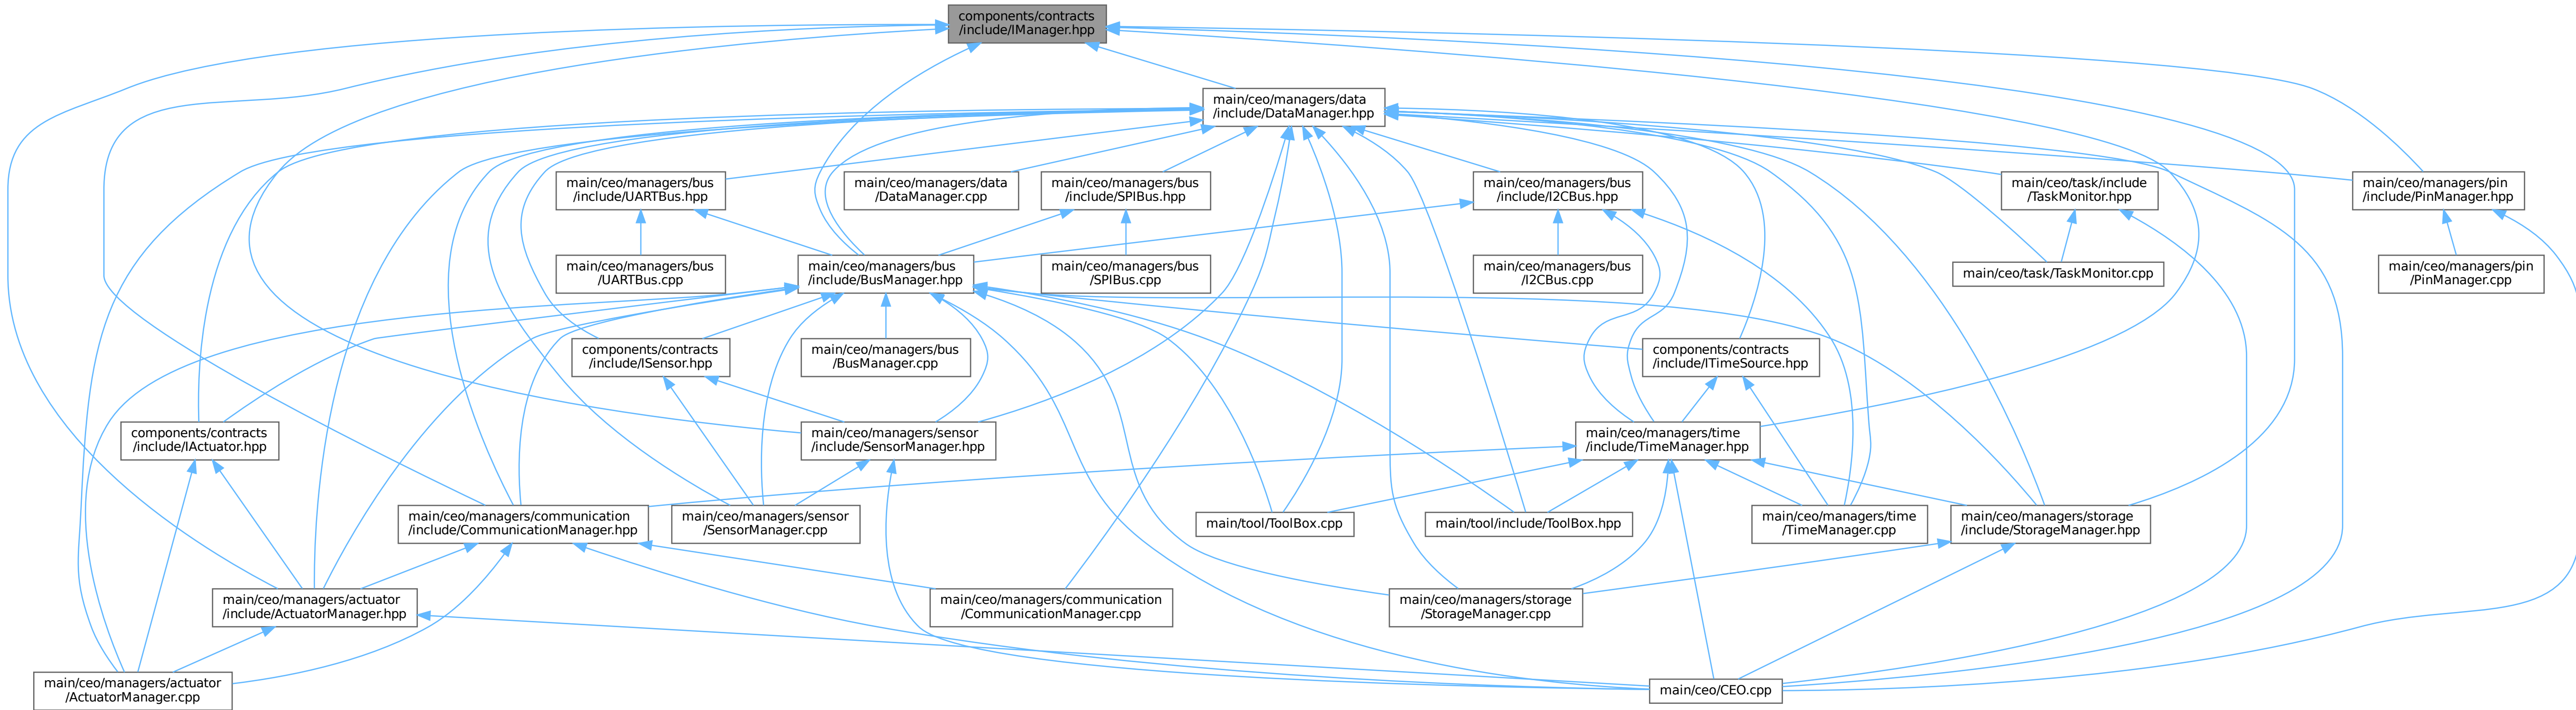 components/contracts
/include/IManager.hpp
main/ceo/managers/data
/include/DataManager.hpp
main/ceo/managers/bus
/include/UARTBus.hpp
main/ceo/managers/data
/DataManager.cpp
main/ceo/managers/bus
/include/SPIBus.hpp
main/ceo/managers/bus
/include/I2CBus.hpp
main/ceo/task/include
/TaskMonitor.hpp
main/ceo/managers/pin
/include/PinManager.hpp
main/ceo/managers/bus
/UARTBus.cpp
main/ceo/managers/bus
/include/BusManager.hpp
main/ceo/managers/bus
/SPIBus.cpp
main/ceo/managers/bus
/I2CBus.cpp
main/ceo/task/TaskMonitor.cpp
main/ceo/managers/pin
/PinManager.cpp
components/contracts
/include/ISensor.hpp
main/ceo/managers/bus
/BusManager.cpp
components/contracts
/include/ITimeSource.hpp
components/contracts
/include/IActuator.hpp
main/ceo/managers/sensor
/include/SensorManager.hpp
main/ceo/managers/time
/include/TimeManager.hpp
main/ceo/managers/communication
/include/CommunicationManager.hpp
main/ceo/managers/sensor
/SensorManager.cpp
main/tool/ToolBox.cpp
main/tool/include/ToolBox.hpp
main/ceo/managers/time
/TimeManager.cpp
main/ceo/managers/storage
/include/StorageManager.hpp
main/ceo/managers/actuator
/include/ActuatorManager.hpp
main/ceo/managers/communication
/CommunicationManager.cpp
main/ceo/managers/storage
/StorageManager.cpp
main/ceo/managers/actuator
/ActuatorManager.cpp
main/ceo/CEO.cpp